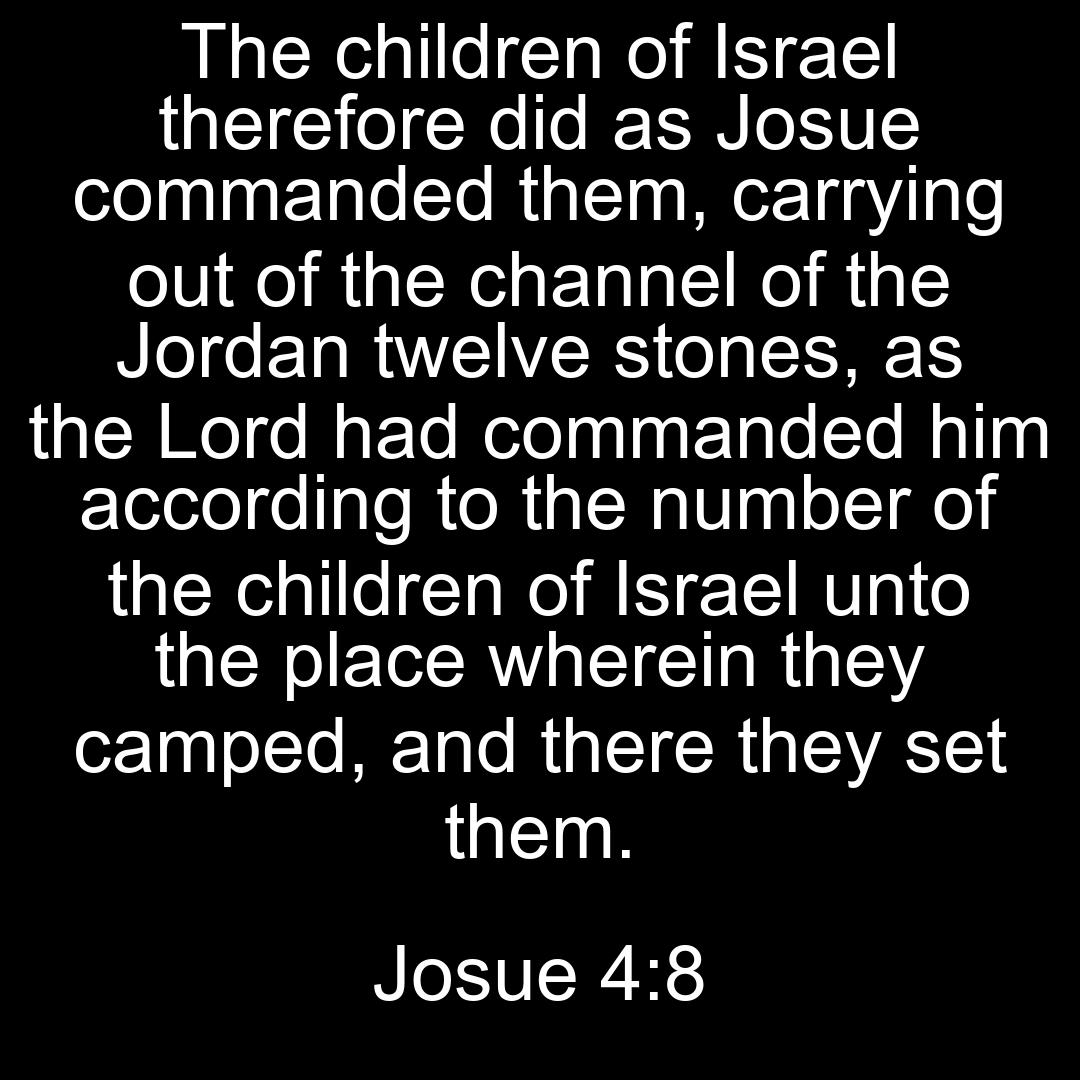 The children of Israel
therefore did as Josue
commanded them, carrying
out of the channel of the
Jordan twelve stones, as
the Lord had commanded him
according to the number of
the children of Israel unto
the place wherein they
camped, and there they set
them.
Josue 4:8